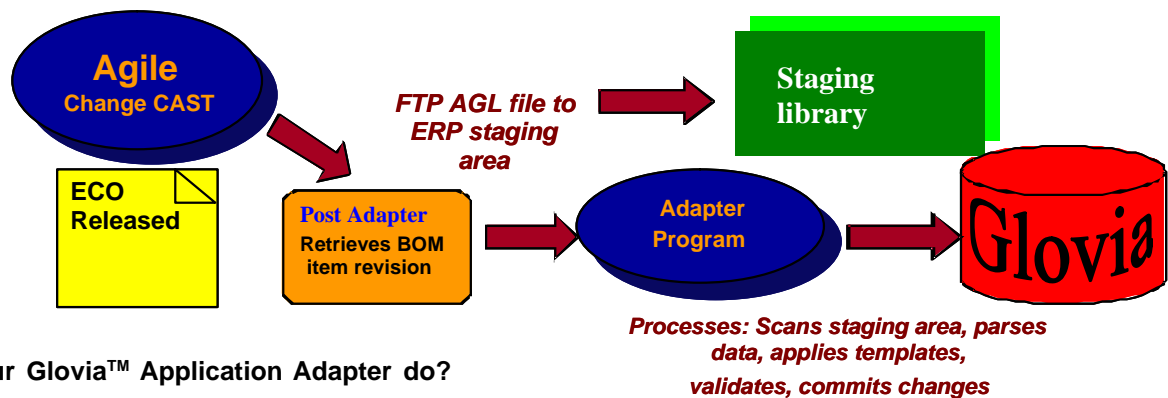 Agile
Change CAST
ECO
Released
Post Adapter
Retrieves BOM
item revision
FTP AGL file to
ERP staging
area
Staging
library
Adapter
Program
Glovia
Processes: Scans staging area, parses
data, applies templates,
validates, commits changes
Glovia™ Application Adapter do?